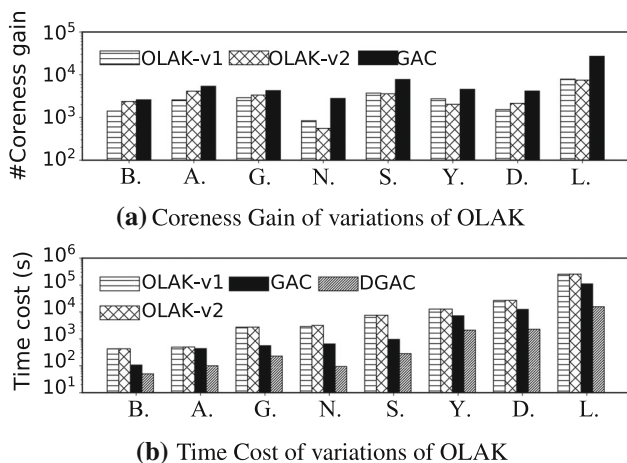 #Coreness gain
10^5
10^4
10^3
10^2
OLAK-v1 OLAK-v2 GAC
B. A. G. N. S. Y. D. L.
(a) Coreness Gain of variations of OLAK
Time cost (s)
10^6
10^5
10^4
10^3
10^2
10^1
OLAK-v1 GAC DGAC
OLAK-v2
B. A. G. N. S. Y. D. L.
(b) Time Cost of variations of OLAK